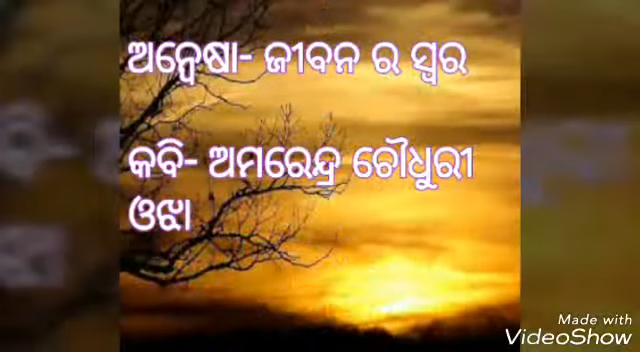 ଅନ୍ୱେଷା- ଜୀବନ ର ସ୍ୱର
କବି- ଅମରେନ୍ଦ୍ର ଚୌଧୁରୀ
ଓଝା
Made with
VideoShow